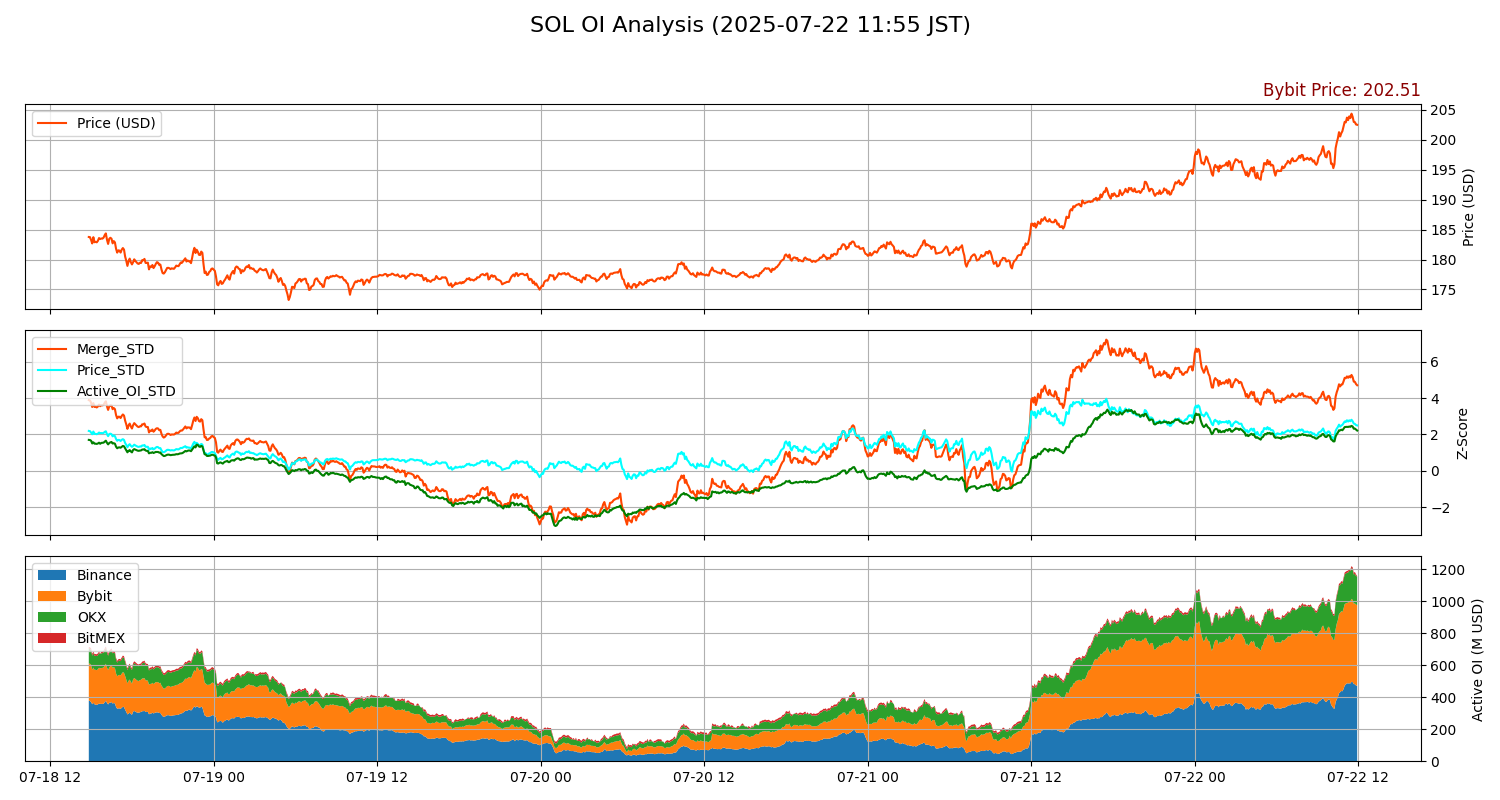 SOL OI Analysis (2025-07-22 11:55 JST)
Bybit Price: 202.51
Price (USD)
205
200
195
190
185
180
175
Price (USD)
Merge_STD
Price_STD
Active_OI_STD
6
4
2
0
−2
Z-Score
Binance
Bybit
OKX
BitMEX
1200
1000
800
600
400
200
0
Active OI (M USD)
07-18 12
07-19 00
07-19 12
07-20 00
07-20 12
07-21 00
07-21 12
07-22 00
07-22 12